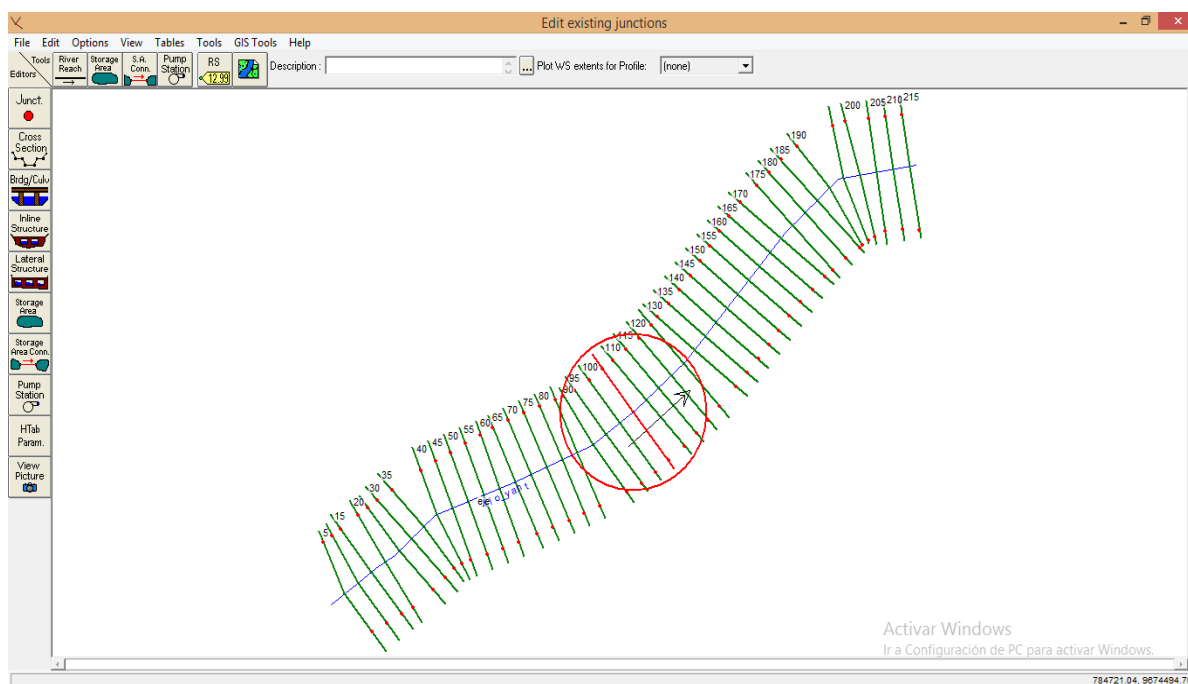 Edit existing junctions
File Edit Options View Tables Tools GIS Tools Help
Tools
Editors
River Reach
Storage Area
S.A. Conn.
Pump Station
RS
12.99
Description :
...
Plot WS extents for Profile:
(none)
Junct.
Cross Section
Brdg/Culv
Inline Structure
Lateral Structure
Storage Area
Storage Area Conn.
Pump Station
HTab Param.
View Picture
200 205 210 215
190
185
180
175
170
165
160
155
150
145
140
135
130
120
115
110
100
95
90
80
75
70
65
60
55
50
45
40
35
30
20
15
5
Activar Windows
Ir a Configuración de PC para activar Windows.